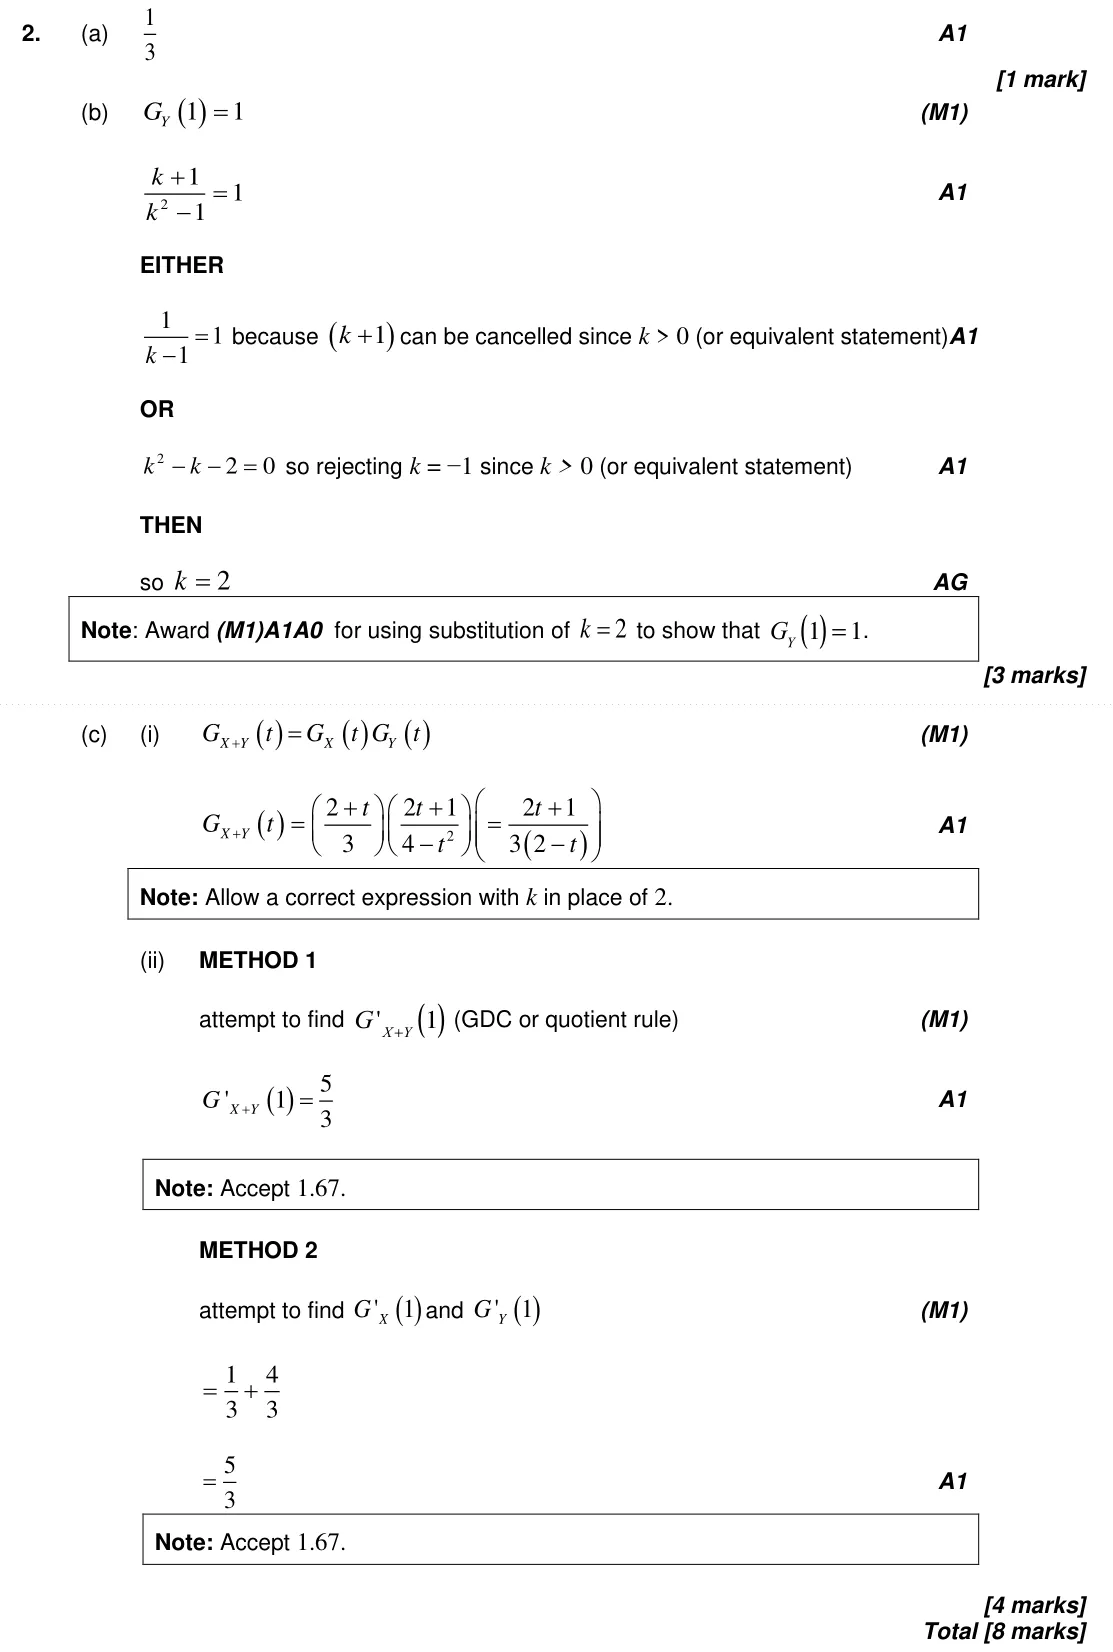 2. (a) 1/3 A1
[1 mark]
(b) G_Y (1) = 1 (M1)
(k + 1)/(k² − 1) = 1 A1
EITHER
1/(k − 1) = 1 because (k + 1) can be cancelled since k > 0 (or equivalent statement)A1
OR
k² − k − 2 = 0 so rejecting k = −1 since k > 0 (or equivalent statement) A1
THEN
so k = 2 AG
Note: Award (M1)A1A0 for using substitution of k = 2 to show that G_Y (1) = 1.
[3 marks]
(c) (i) G_{X+Y} (t) = G_X (t) G_Y (t) (M1)
G_{X+Y} (t) = ((2 + t)/3)((2t + 1)/(4 − t²))(= (2t + 1)/(3(2 − t))) A1
Note: Allow a correct expression with k in place of 2.
(ii) METHOD 1
attempt to find G'_{X+Y} (1) (GDC or quotient rule) (M1)
G'_{X+Y} (1) = 5/3 A1
Note: Accept 1.67.
METHOD 2
attempt to find G'_X (1) and G'_Y (1) (M1)
= 1/3 + 4/3
= 5/3 A1
Note: Accept 1.67.
[4 marks]
Total [8 marks]